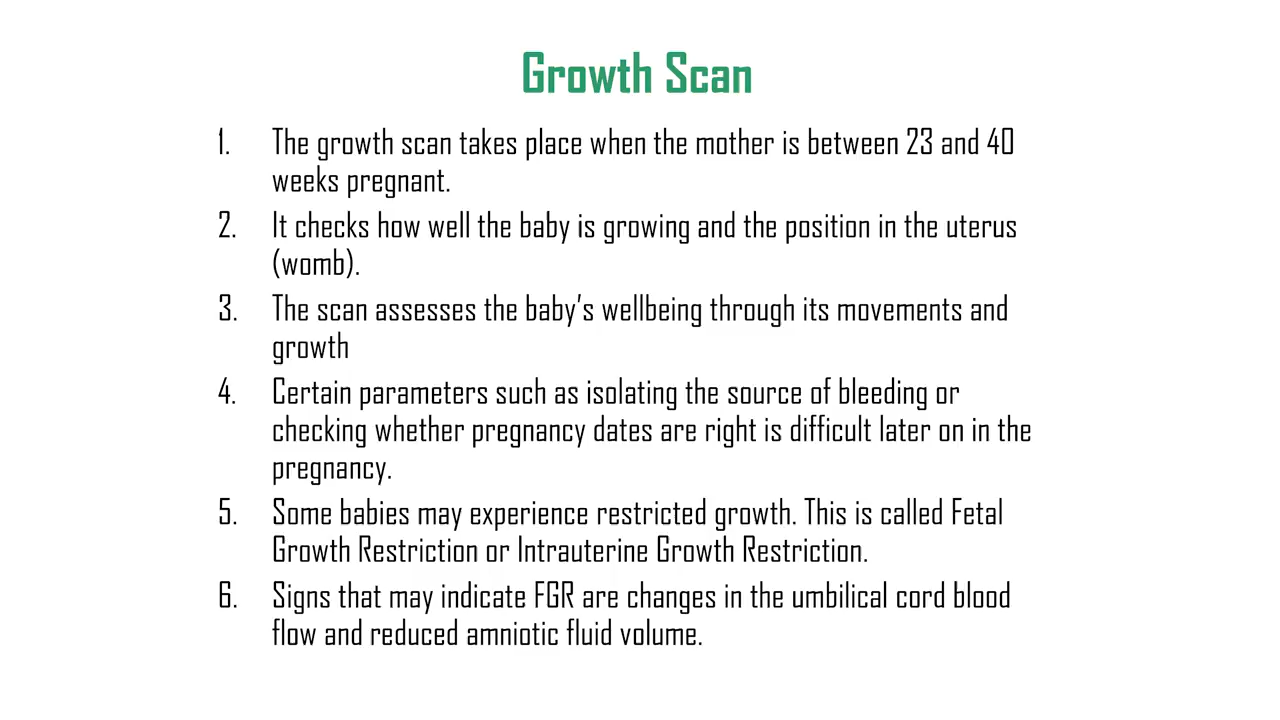 Growth Scan
1. The growth scan takes place when the mother is between 23 and 40
weeks pregnant.
2. It checks how well the baby is growing and the position in the uterus
(womb).
3. The scan assesses the baby's wellbeing through its movements and
growth
4. Certain parameters such as isolating the source of bleeding or
checking whether pregnancy dates are right is difficult later on in the
pregnancy.
5. Some babies may experience restricted growth. This is called Fetal
Growth Restriction or Intrauterine Growth Restriction.
6. Signs that may indicate FGR are changes in the umbilical cord blood
flow and reduced amniotic fluid volume.